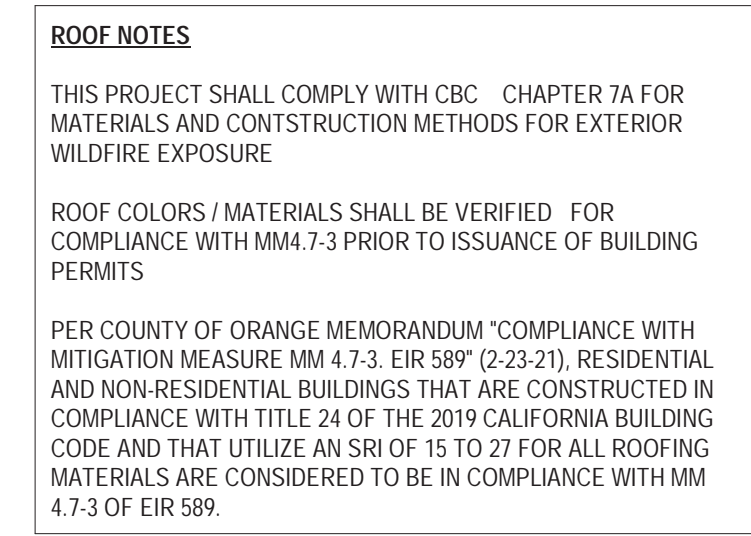 ROOF NOTES
THIS PROJECT SHALL COMPLY WITH CBC CHAPTER 7A FOR
MATERIALS AND CONTSTRUCTION METHODS FOR EXTERIOR
WILDFIRE EXPOSURE
ROOF COLORS / MATERIALS SHALL BE VERIFIED FOR
COMPLIANCE WITH MM4.7-3 PRIOR TO ISSUANCE OF BUILDING
PERMITS
PER COUNTY OF ORANGE MEMORANDUM "COMPLIANCE WITH
MITIGATION MEASURE MM 4.7-3. EIR 589" (2-23-21), RESIDENTIAL
AND NON-RESIDENTIAL BUILDINGS THAT ARE CONSTRUCTED IN
COMPLIANCE WITH TITLE 24 OF THE 2019 CALIFORNIA BUILDING
CODE AND THAT UTILIZE AN SRI OF 15 TO 27 FOR ALL ROOFING
MATERIALS ARE CONSIDERED TO BE IN COMPLIANCE WITH MM
4.7-3 OF EIR 589.